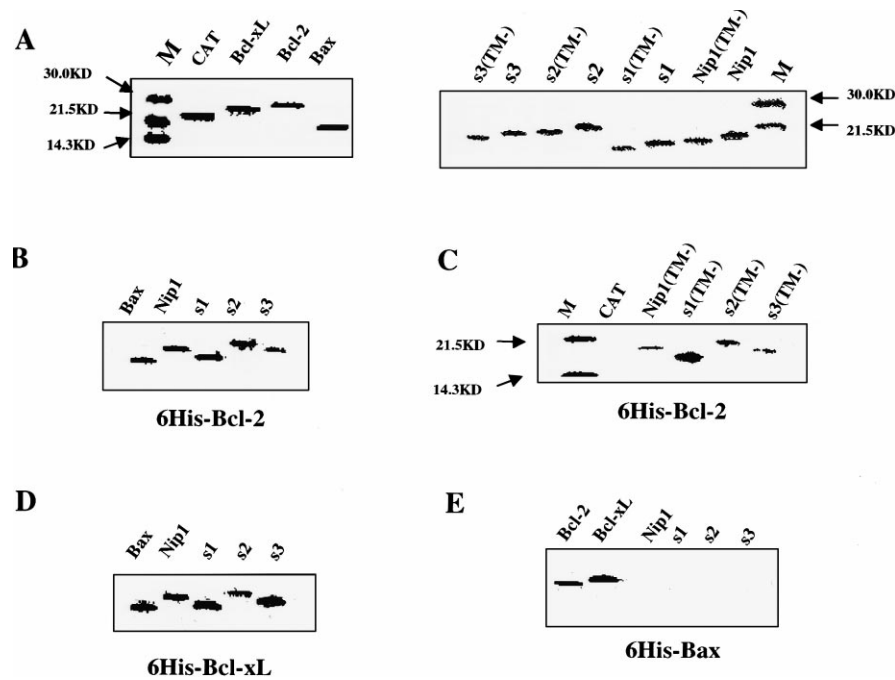 A
M
CAT
Bcl-xL
Bcl-2
Bax
30.0KD
21.5KD
14.3KD
s3(TM-)
s3
s2(TM-)
s2
s1(TM-)
s1
Nip1(TM-)
Nip1
M
30.0KD
21.5KD
B
Bax
Nip1
s1
s2
s3
6His-Bcl-2
C
M
CAT
Nip1(TM-)
s1(TM-)
s2(TM-)
s3(TM-)
21.5KD
14.3KD
6His-Bcl-2
D
Bax
Nip1
s1
s2
s3
6His-Bcl-xL
E
Bcl-2
Bcl-xL
Nip1
s1
s2
s3
6His-Bax